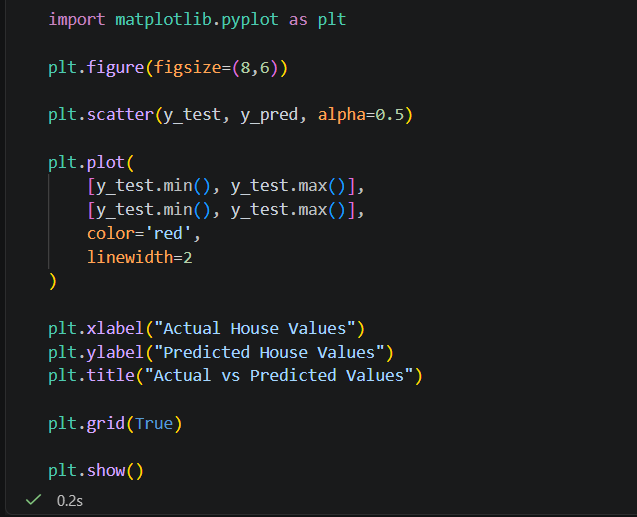 import matplotlib.pyplot as plt
plt.figure(figsize=(8,6))
plt.scatter(y_test, y_pred, alpha=0.5)
plt.plot(
    [y_test.min(), y_test.max()],
    [y_test.min(), y_test.max()],
    color='red',
    linewidth=2
)
plt.xlabel("Actual House Values")
plt.ylabel("Predicted House Values")
plt.title("Actual vs Predicted Values")
plt.grid(True)
plt.show()
0.2s